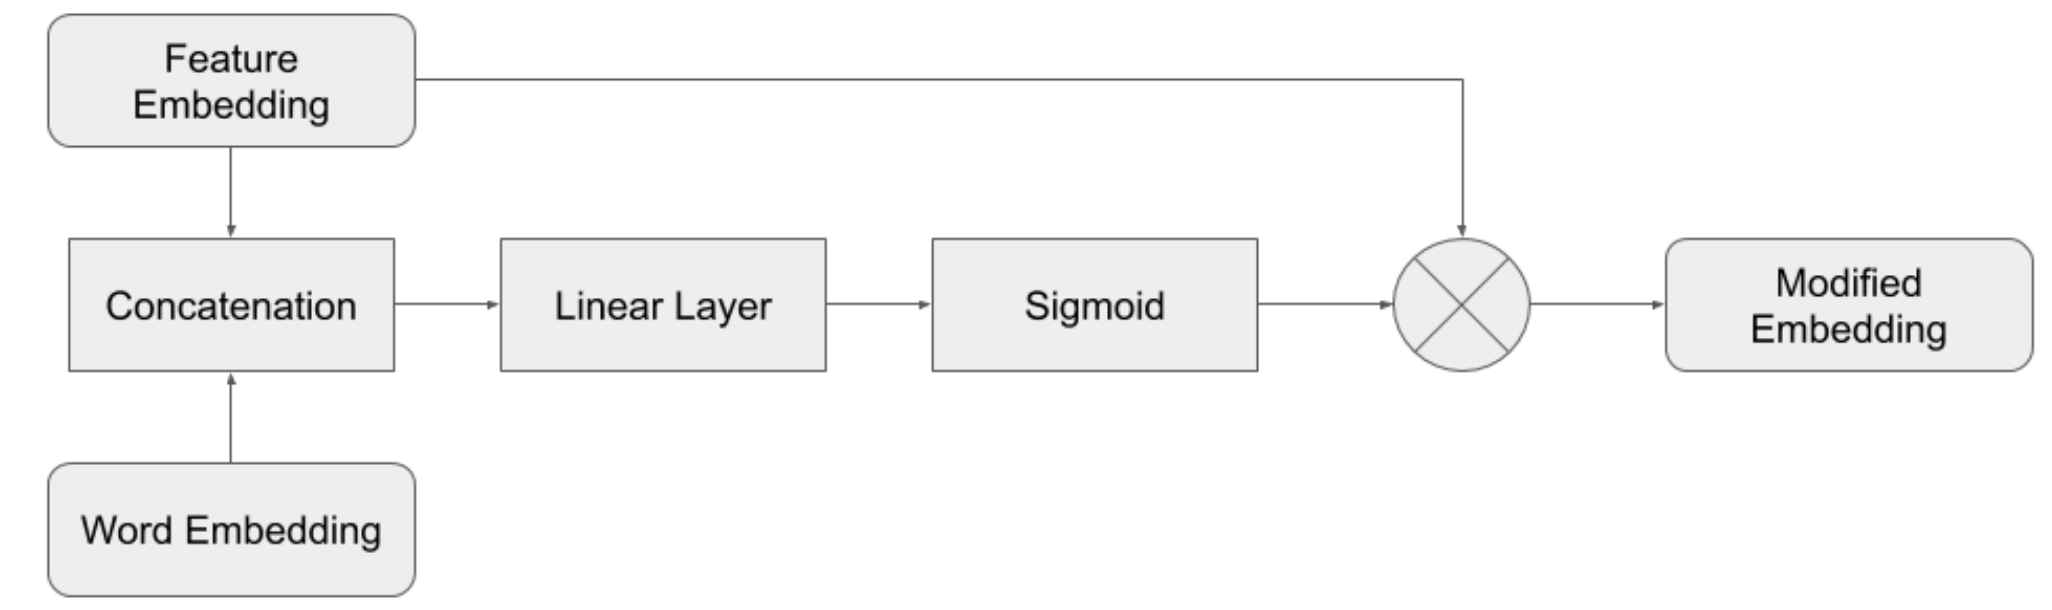 Feature
Embedding
Concatenation
Linear Layer
Sigmoid
Modified
Embedding
Word Embedding